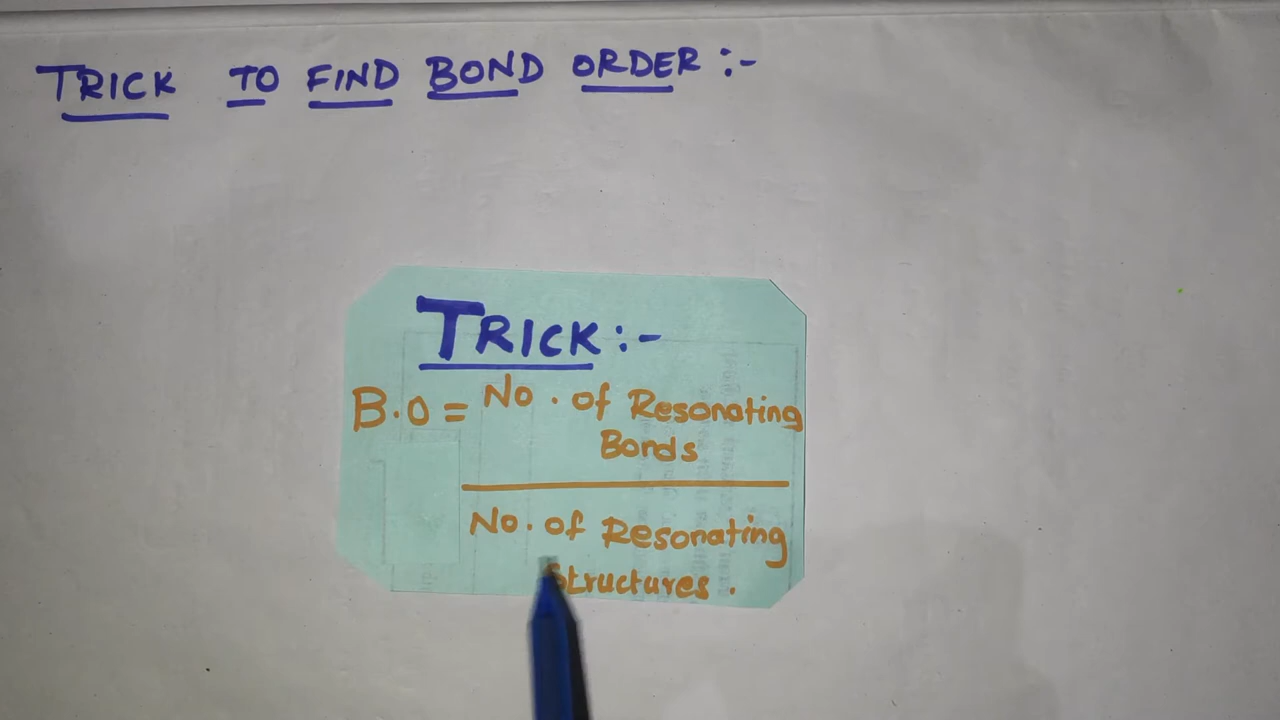 TRICK TO FIND BOND ORDER :-
TRICK :-
B.O = No. of Resonating
Bonds
No. of Resonating
Structures.